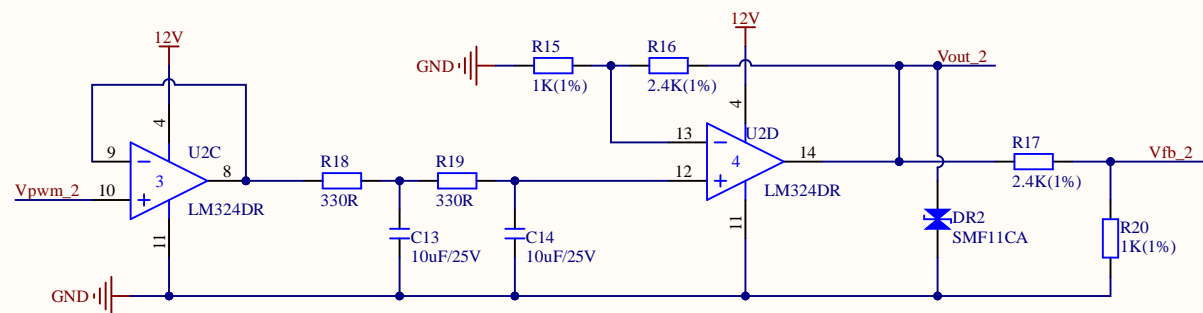 12V
12V
R15
R16
Vout_2
GND
1K(1%)
2.4K(1%)
4
4
U2C
U2D
9
13
R17
3
8
R18
R19
4
14
Vfb_2
Vpwm_2
10
12
2.4K(1%)
LM324DR
330R
330R
LM324DR
11
11
C13
C14
DR2
R20
10uF/25V
10uF/25V
SMF11CA
1K(1%)
GND